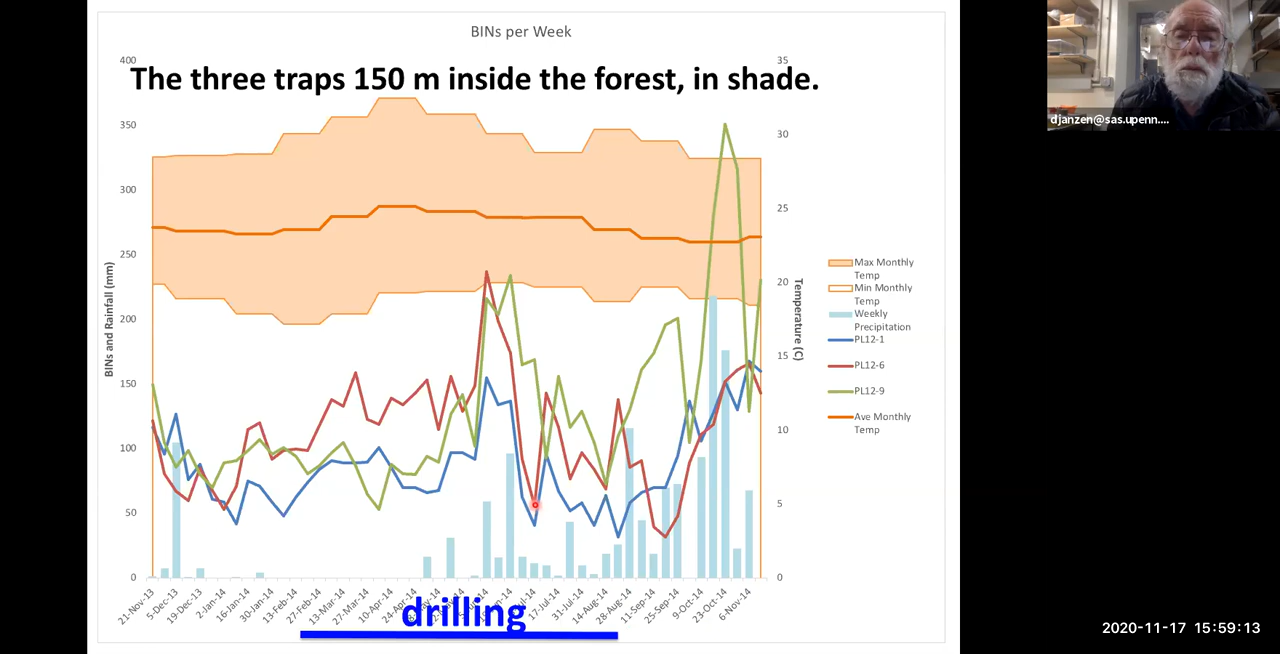 BINs per Week
The three traps 150 m inside the forest, in shade.
400
350
300
250
200
150
100
50
0
BINs and Rainfall (mm)
35
30
25
20
15
10
5
0
Temperature (C)
Max Monthly
Temp
Min Monthly
Temp
Weekly
Precipitation
PL12-1
PL12-6
PL12-9
Ave Monthly
Temp
21-Nov-13
5-Dec-13
19-Dec-13
2-Jan-14
16-Jan-14
30-Jan-14
13-Feb-14
27-Feb-14
13-Mar-14
27-Mar-14
10-Apr-14
24-Apr-14
17-Jul-14
31-Jul-14
14-Aug-14
28-Aug-14
11-Sep-14
25-Sep-14
9-Oct-14
23-Oct-14
6-Nov-14
drilling
djanzen@sas.upenn....
2020-11-17 15:59:13